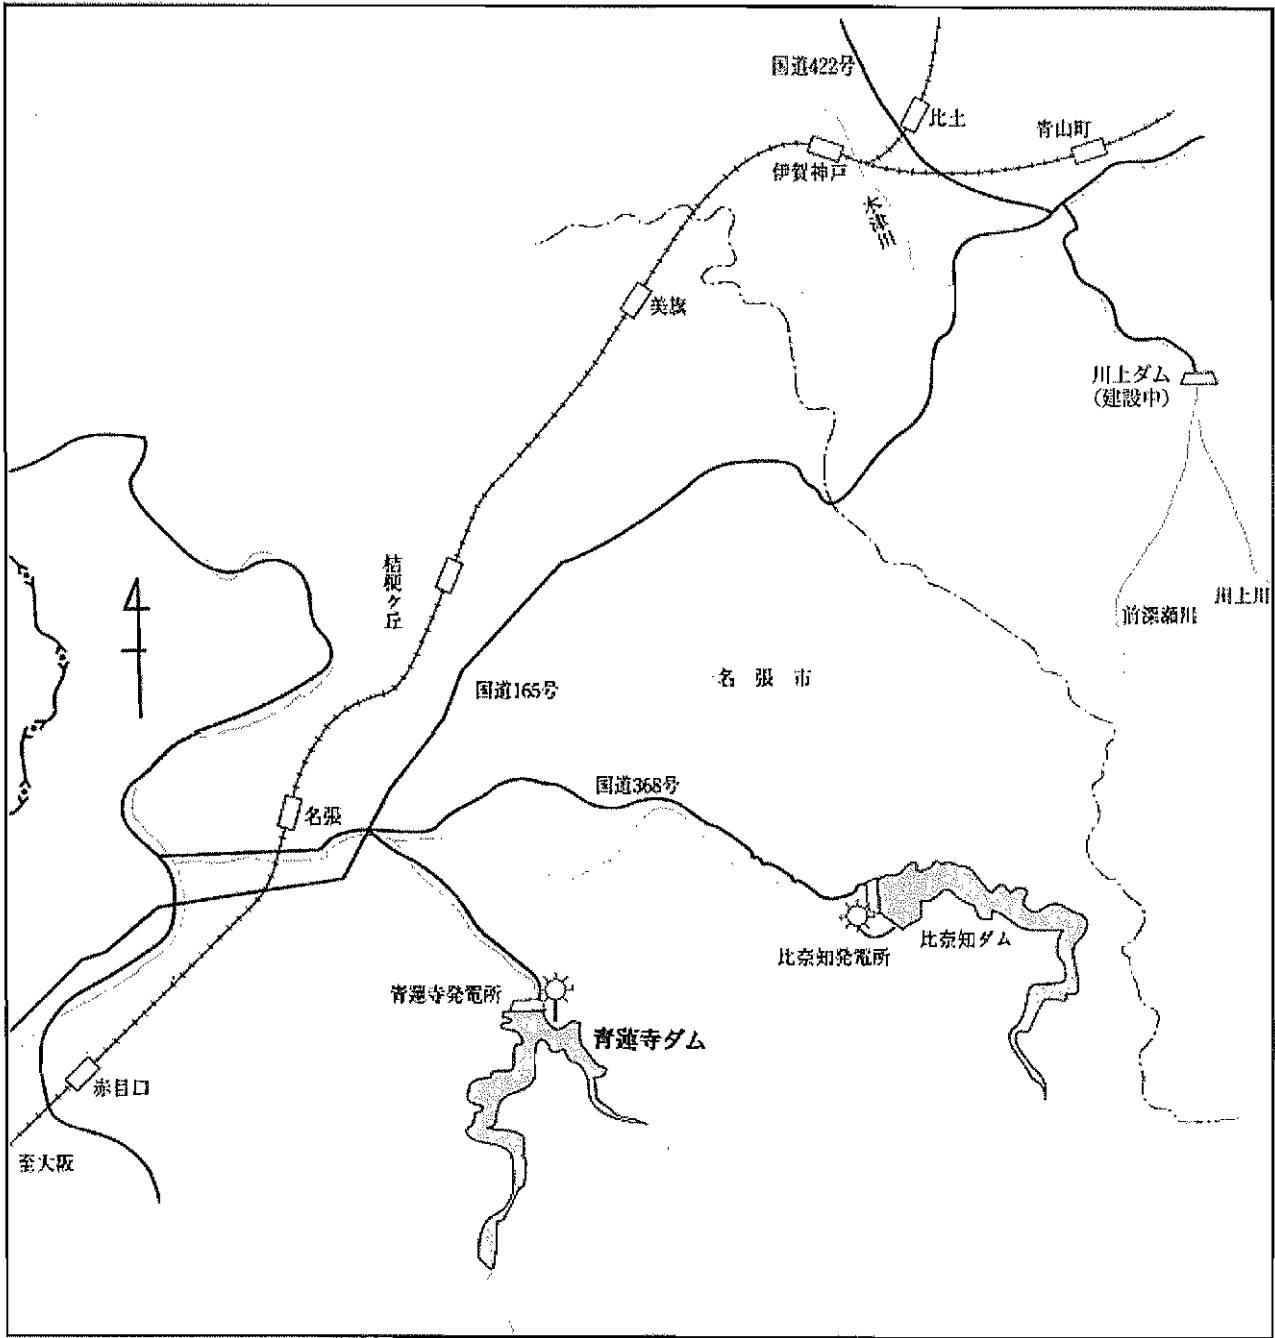 国道422号
比土
青山町
伊賀神戸
木津川
美旗
川上ダム
(建設中)
川上川
前深瀬川
桔梗ケ丘
国道165号
名張市
国道368号
名張
比奈知ダム
比奈知発電所
青蓮寺発電所
青蓮寺ダム
赤目口
至大阪